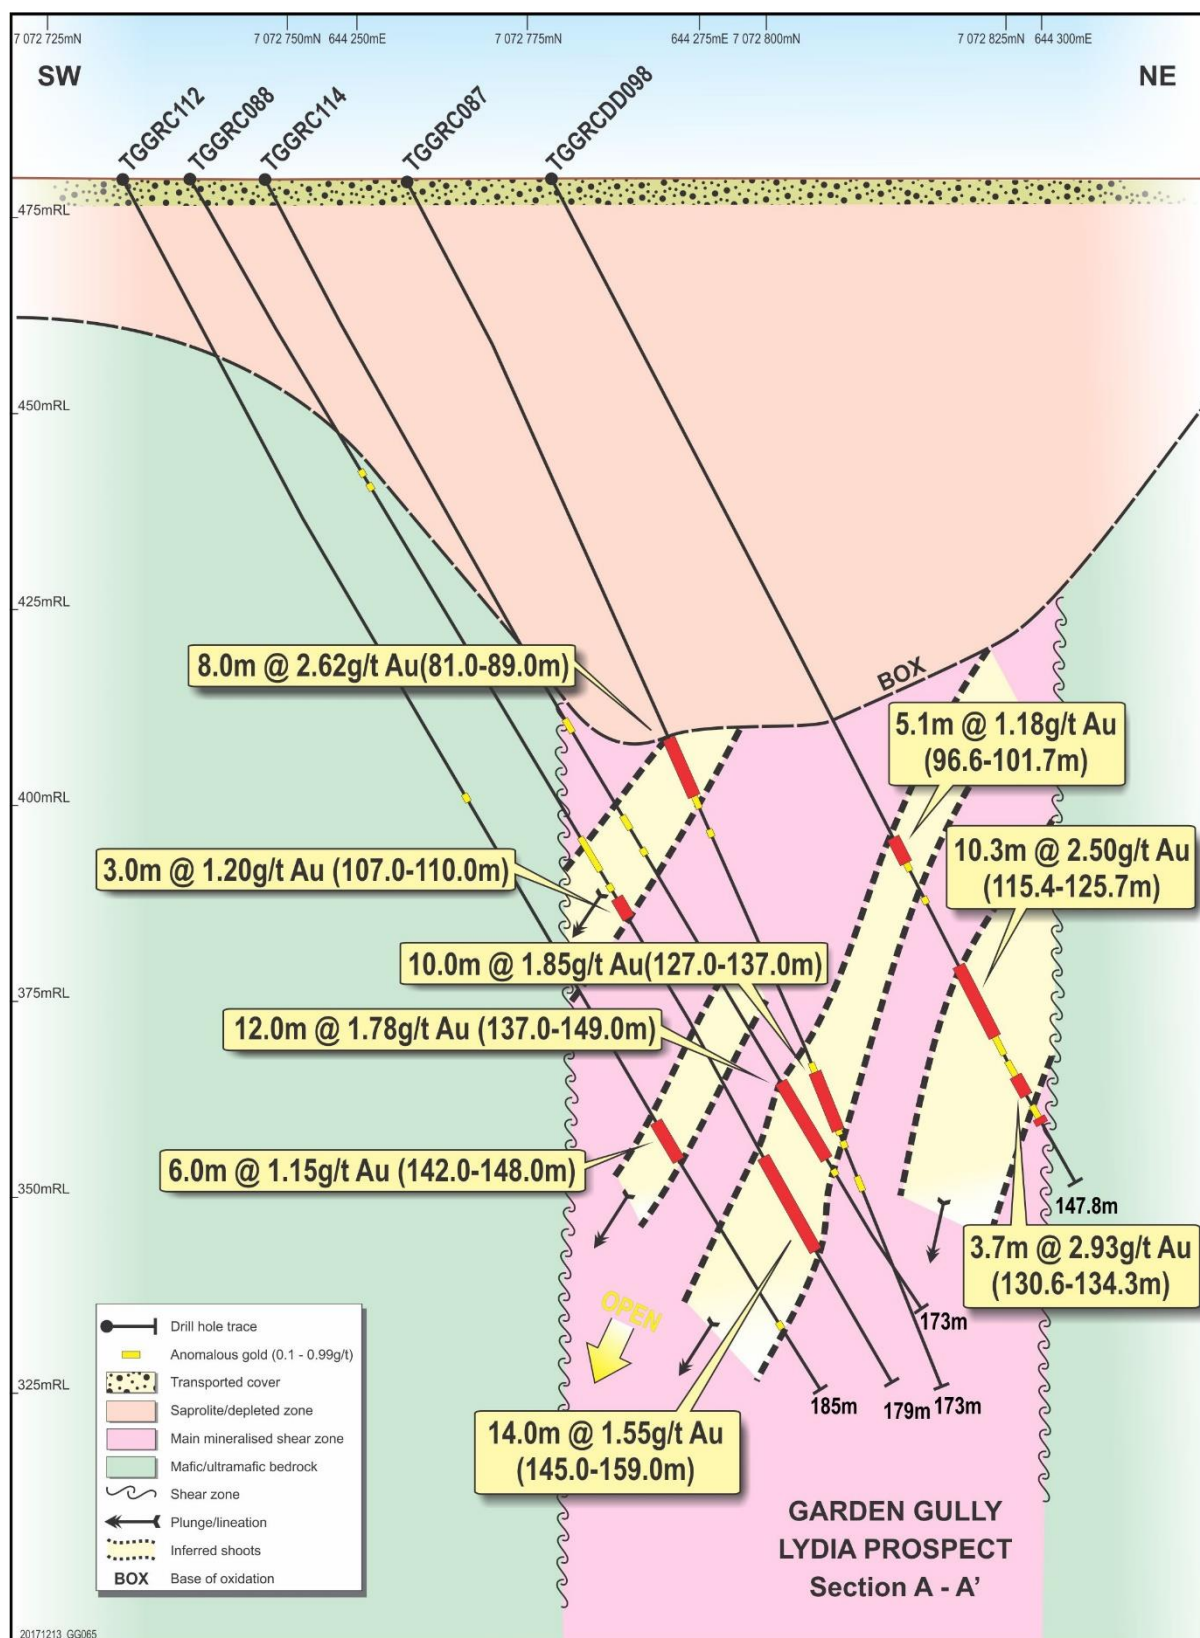 7 072 725mN
7 072 750mN
644 250mE
7 072 775mN
644 275mE
7 072 800mN
7 072 825mN
644 300mE
SW
NE
TGGRC112
TGGRC088
TGGRC114
TGGRC087
TGGRCDD098
475mRL
450mRL
425mRL
8.0m @ 2.62g/t Au(81.0-89.0m)
BOX
5.1m @ 1.18g/t Au
(96.6-101.7m)
400mRL
10.3m @ 2.50g/t Au
(115.4-125.7m)
3.0m @ 1.20g/t Au (107.0-110.0m)
10.0m @ 1.85g/t Au(127.0-137.0m)
375mRL
12.0m @ 1.78g/t Au (137.0-149.0m)
6.0m @ 1.15g/t Au (142.0-148.0m)
350mRL
147.8m
3.7m @ 2.93g/t Au
(130.6-134.3m)
OPEN
173m
325mRL
185m
179m
173m
14.0m @ 1.55g/t Au
(145.0-159.0m)
Drill hole trace
Anomalous gold (0.1 - 0.99g/t)
Transported cover
Saprolite/depleted zone
Main mineralised shear zone
Mafic/ultramafic bedrock
Shear zone
Plunge/lineation
Inferred shoots
BOX Base of oxidation
GARDEN GULLY
LYDIA PROSPECT
Section A - A'
20171213_GG065